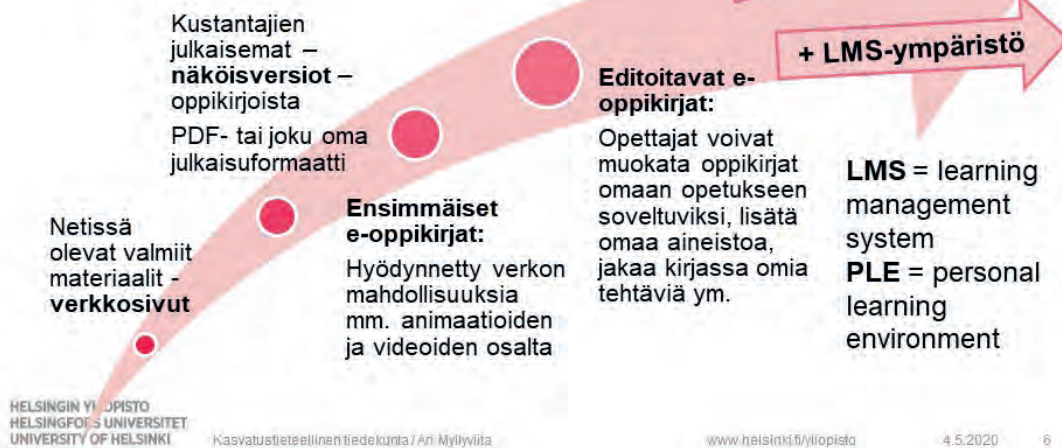 Kustantajien
julkaisemat –
näköisversiot –
oppikirjoista
PDF- tai joku oma
julkaisuformaatti
+ LMS-ympäristö
Editoitavat e-
oppikirjat:
Opettajat voivat
muokata oppikirjat
omaan opetukseen
soveltuviksi, lisätä
omaa aineistoa,
jakaa kirjassa omia
tehtäviä ym.
LMS = learning
management
system
PLE = personal
learning
environment
Netissä
olevat valmiit
materiaalit -
verkkosivut
Ensimmäiset
e-oppikirjat:
Hyödynnetty verkon
mahdollisuuksia
mm. animaatioiden
ja videoiden osalta
HELSINGIN YLIOPISTO
HELSINGFORS UNIVERSITET
UNIVERSITY OF HELSINKI
Kasvatustieteellinen tiedekunta / Ari Myllyviita
www.helsinki.fi/yliopisto
4.5.2020
6